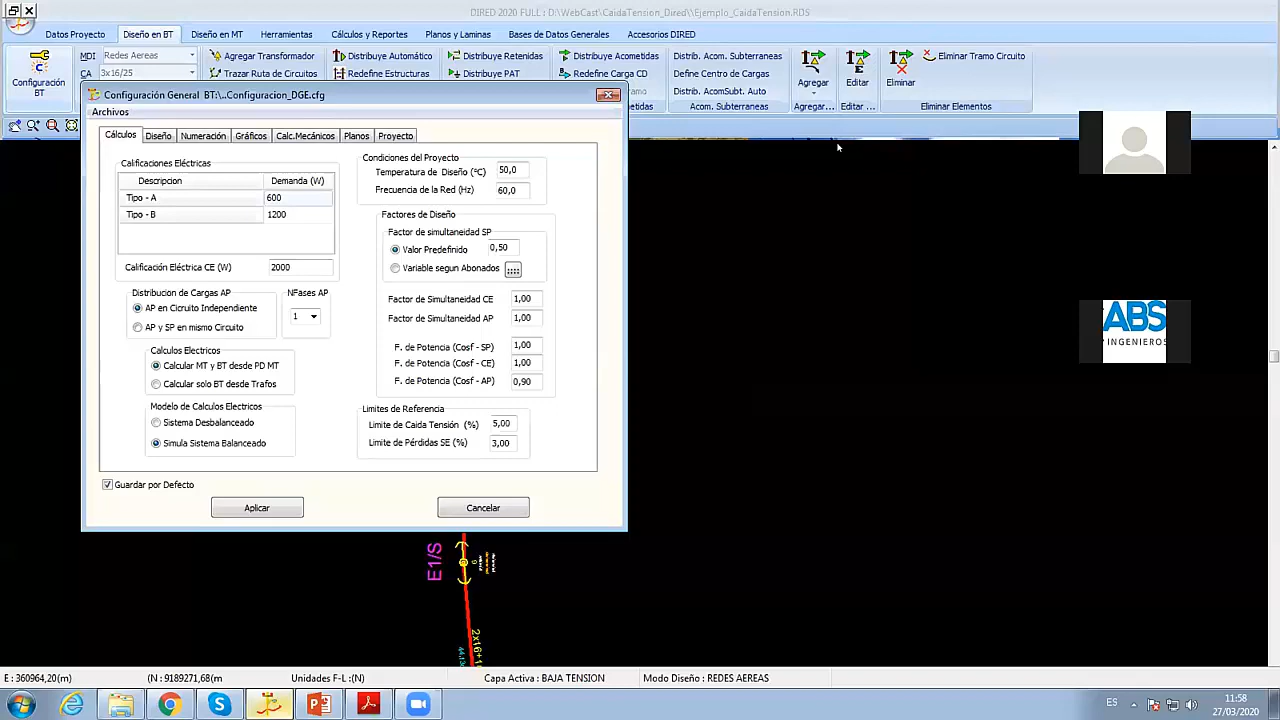 DIRED 2020 FULL : D:\WebCast\CaidaTension_Dired\\Ejemplo_CaidaTension.RDS
Datos Proyecto
Diseño en BT
Diseño en MT
Herramientas
Cálculos y Reportes
Planos y Laminas
Bases de Datos Generales
Accesorios DIRED
Configuración
BT
MDI
Redes Aereas
CA
3x16/25
Agregar Transformador
Trazar Ruta de Circuitos
Distribuye Automático
Redefine Estructuras
Distribuye Retenidas
Distribuye PAT
Distribuye Acometidas
Redefine Carga CD
Distrib. Acom. Subterraneas
Define Centro de Cargas
Distrib. AcomSubt. Auto
Acom. Subterraneas
Agregar
Agregar...
Editar
Editar ...
Eliminar
Eliminar Tramo Circuito
Eliminar Elementos
Configuración General BT:\...Configuracion_DGE.cfg
Archivos
Cálculos
Diseño
Numeración
Gráficos
Calc.Mecánicos
Planos
Proyecto
Calificaciones Eléctricas
Descripcion
Demanda (W)
Tipo - A
600
Tipo - B
1200
Calificación Eléctrica CE (W)
2000
Distribucion de Cargas AP
AP en Cicruito Independiente
AP y SP en mismo Circuito
NFases AP
1
Calculos Electricos
Calcular MT y BT desde PD MT
Calcular solo BT desde Trafos
Modelo de Calculos Electricos
Sistema Desbalanceado
Simula Sistema Balanceado
Condiciones del Proyecto
Temperatura de Diseño (°C)
50,0
Frecuencia de la Red (Hz)
60,0
Factores de Diseño
Factor de simultaneidad SP
Valor Predefinido
0,50
Variable segun Abonados
....
Factor de Simultaneidad CE
1,00
Factor de Simultaneidad AP
1,00
F. de Potencia (Cosf - SP)
1,00
F. de Potencia (Cosf - CE)
1,00
F. de Potencia (Cosf - AP)
0,90
Limites de Referencia
Limite de Caida Tensión (%)
5,00
Limite de Pérdidas SE (%)
3,00
Guardar por Defecto
Aplicar
Cancelar
ABS
INGENIEROS
E1/S
E : 360964,20(m)
(N : 9189271,68(m
Unidades F-L :(N)
Capa Activa : BAJA TENSION
Modo Diseño : REDES AEREAS
ES
11:58
27/03/2020